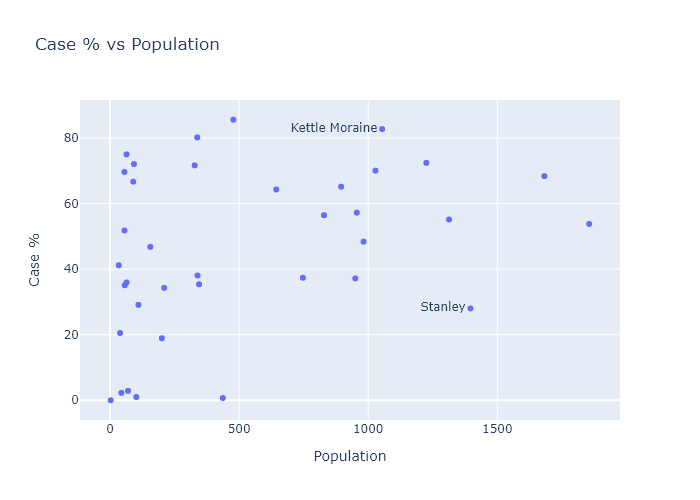 Case % vs Population
Kettle Moraine
Stanley
80
60
40
20
0
Case %
0 500 1000 1500
Population